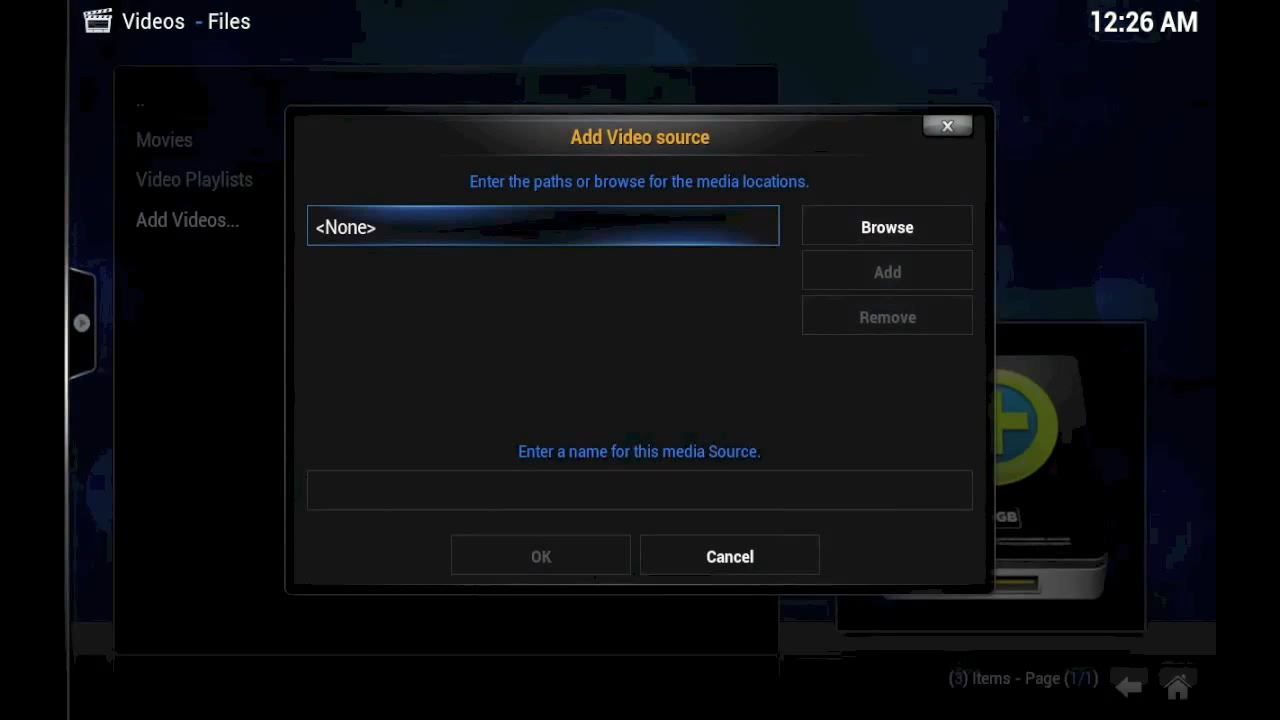 Videos - Files
12:26 AM
..
Movies
Video Playlists
Add Videos...
Add Video source
x
Enter the paths or browse for the media locations.
<None>
Browse
Add
Remove
Enter a name for this media Source.
OK
Cancel
GB
(3) Items - Page (1/1)